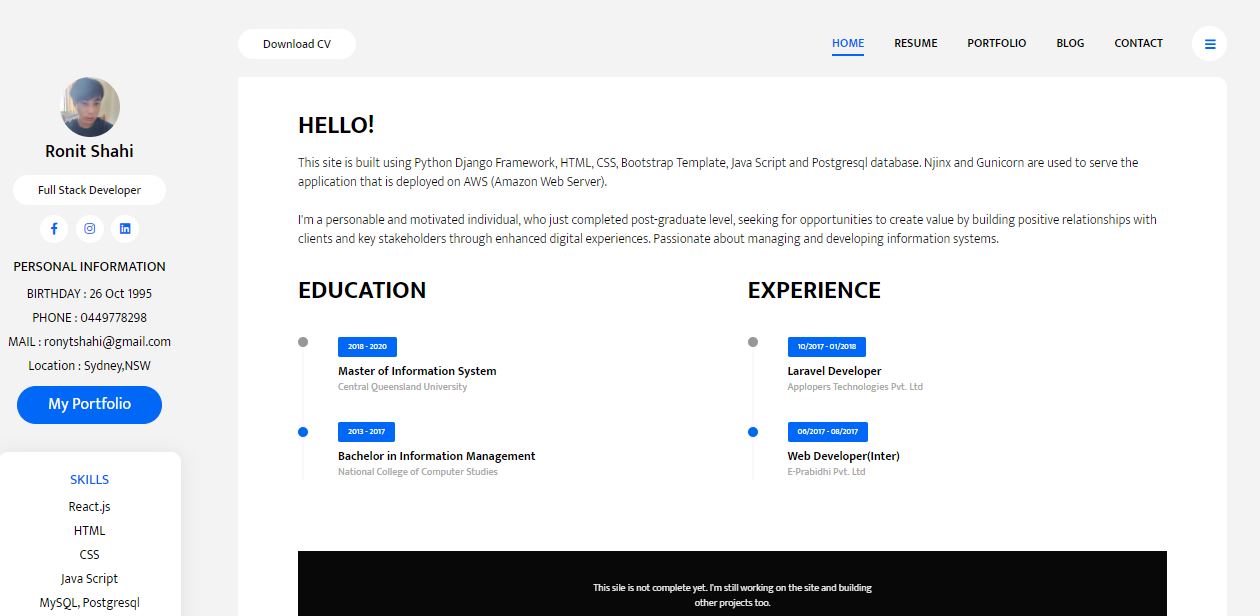 Download CV
HOME
RESUME
PORTFOLIO
BLOG
CONTACT
Ronit Shahi
Full Stack Developer
PERSONAL INFORMATION
BIRTHDAY : 26 Oct 1995
PHONE : 0449778298
MAIL : ronytshahi@gmail.com
Location : Sydney,NSW
My Portfolio
SKILLS
React.js
HTML
CSS
Java Script
MySQL, Postgresql
HELLO!
This site is built using Python Django Framework, HTML, CSS, Bootstrap Template, Java Script and Postgresql database. Njinx and Gunicorn are used to serve the
application that is deployed on AWS (Amazon Web Server).
I'm a personable and motivated individual, who just completed post-graduate level, seeking for opportunities to create value by building positive relationships with
clients and key stakeholders through enhanced digital experiences. Passionate about managing and developing information systems.
EDUCATION
2018 - 2020
Master of Information System
Central Queensland University
2013 - 2017
Bachelor in Information Management
National College of Computer Studies
EXPERIENCE
10/2017 - 01/2018
Laravel Developer
Applopers Technologies Pvt. Ltd
06/2017 - 08/2017
Web Developer(Inter)
E-Prabidhi Pvt. Ltd
This sile is not complete yet. I'm still working on the site and building
other projects too.